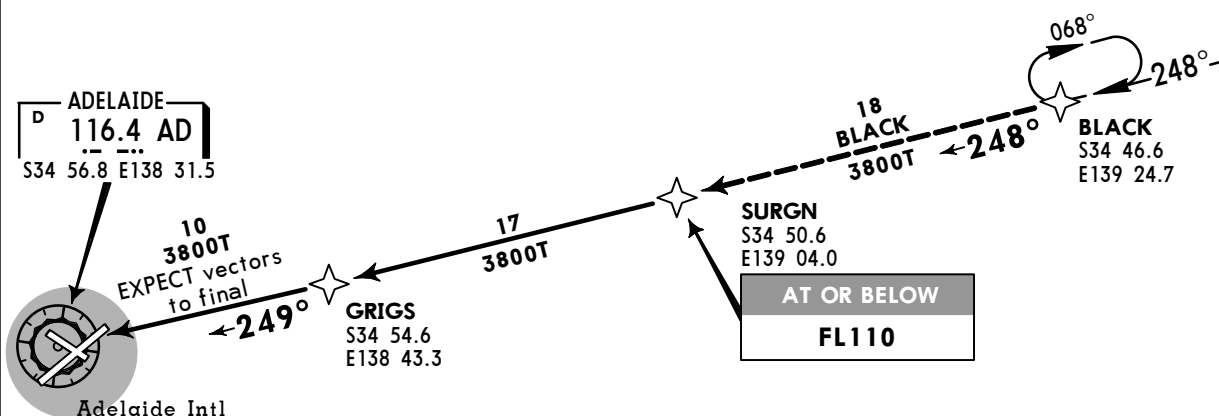 068°
248°
BLACK
S34 46.6
E139 24.7
18
BLACK
3800T
248°
ADELAIDE
D
116.4 AD
S34 56.8 E138 31.5
SURGN
S34 50.6
E139 04.0
AT OR BELOW
FL110
17
3800T
10
3800T
EXPECT vectors
to final
249°
GRIGS
S34 54.6
E138 43.3
Adelaide Intl